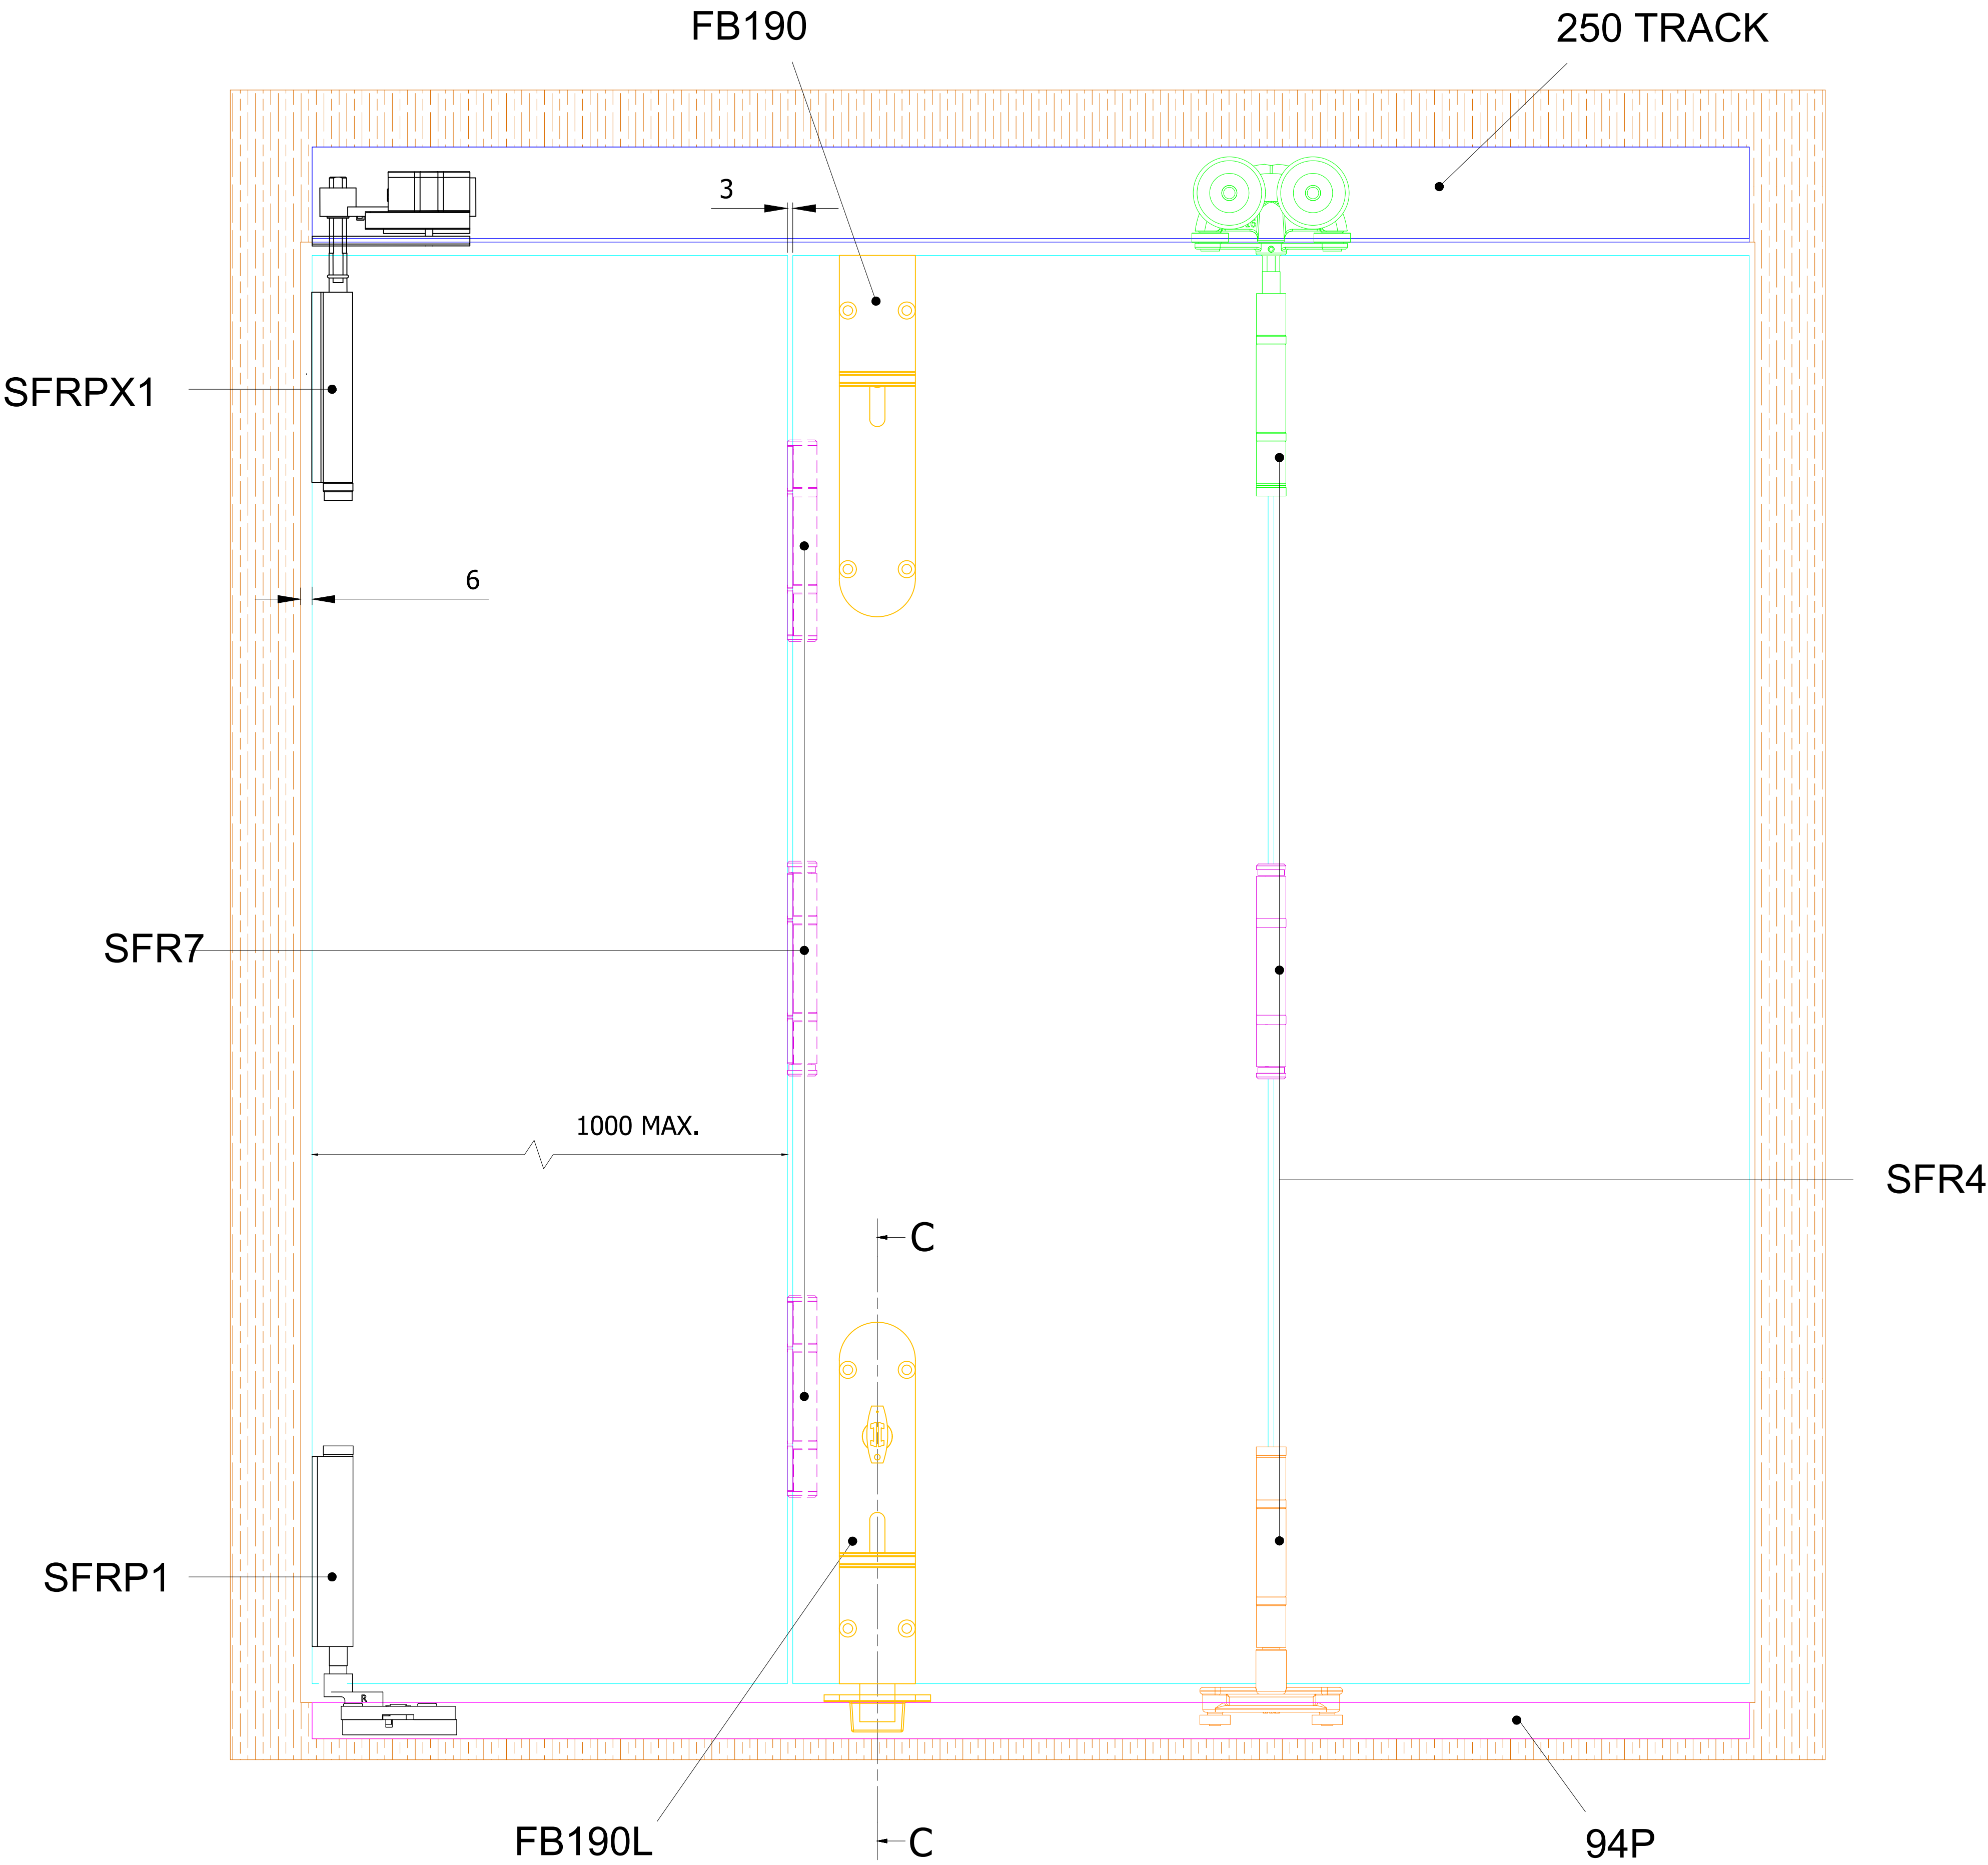 FB190
250 TRACK
3
SFRPX1
6
SFR7
1000 MAX.
SFR4
C
SFRP1
R
FB190L
C
94P